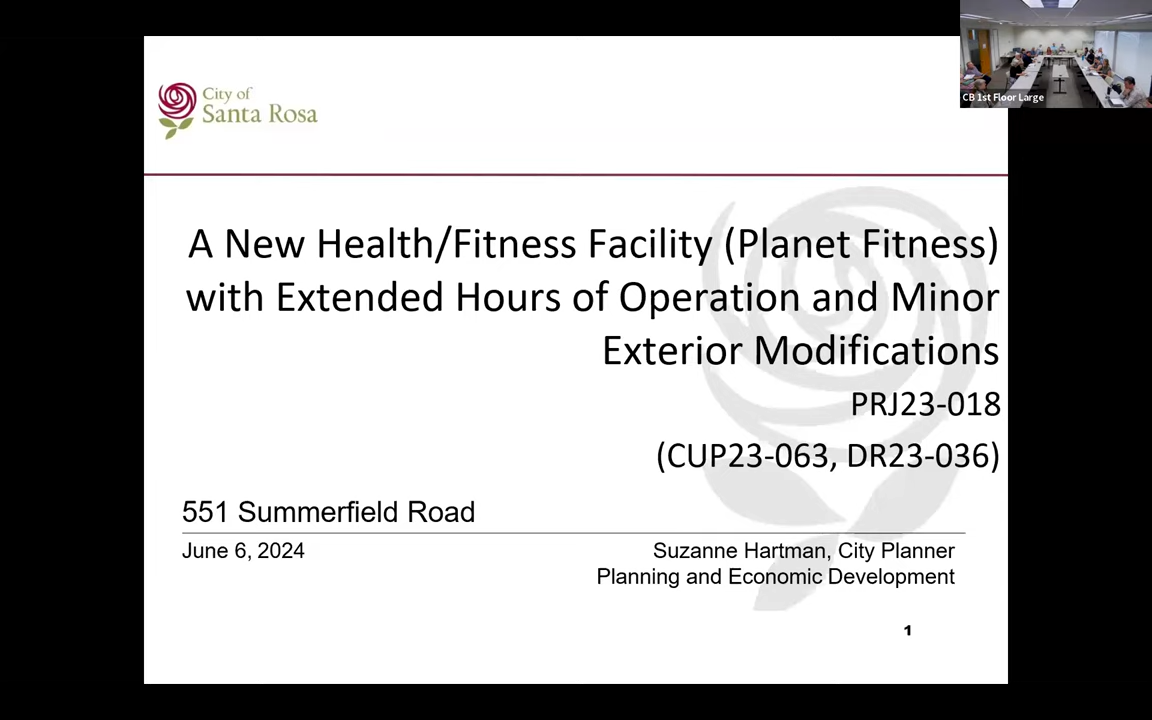 CB 1st Floor Large
City of
Santa Rosa
A New Health/Fitness Facility (Planet Fitness)
with Extended Hours of Operation and Minor
Exterior Modifications
PRJ23-018
(CUP23-063, DR23-036)
551 Summerfield Road
June 6, 2024
Suzanne Hartman, City Planner
Planning and Economic Development
1